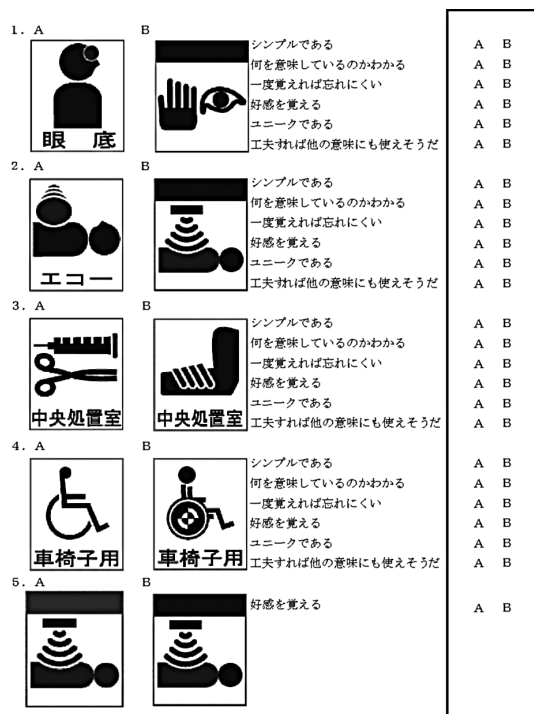 1. A B
シンプルである A B
何を意味しているのかわかる A B
一度覚えれば忘れにくい A B
好感を覚える A B
ユニークである A B
工夫すれば他の意味にも使えそうだ A B
眼 底
2. A B
シンプルである A B
何を意味しているのかわかる A B
一度覚えれば忘れにくい A B
好感を覚える A B
ユニークである A B
工夫すれば他の意味にも使えそうだ A B
エコー
3. A B
シンプルである A B
何を意味しているのかわかる A B
一度覚えれば忘れにくい A B
好感を覚える A B
ユニークである A B
工夫すれば他の意味にも使えそうだ A B
中央処置室 中央処置室
4. A B
シンプルである A B
何を意味しているのかわかる A B
一度覚えれば忘れにくい A B
好感を覚える A B
ユニークである A B
工夫すれば他の意味にも使えそうだ A B
車椅子用 車椅子用
5. A B
好感を覚える A B